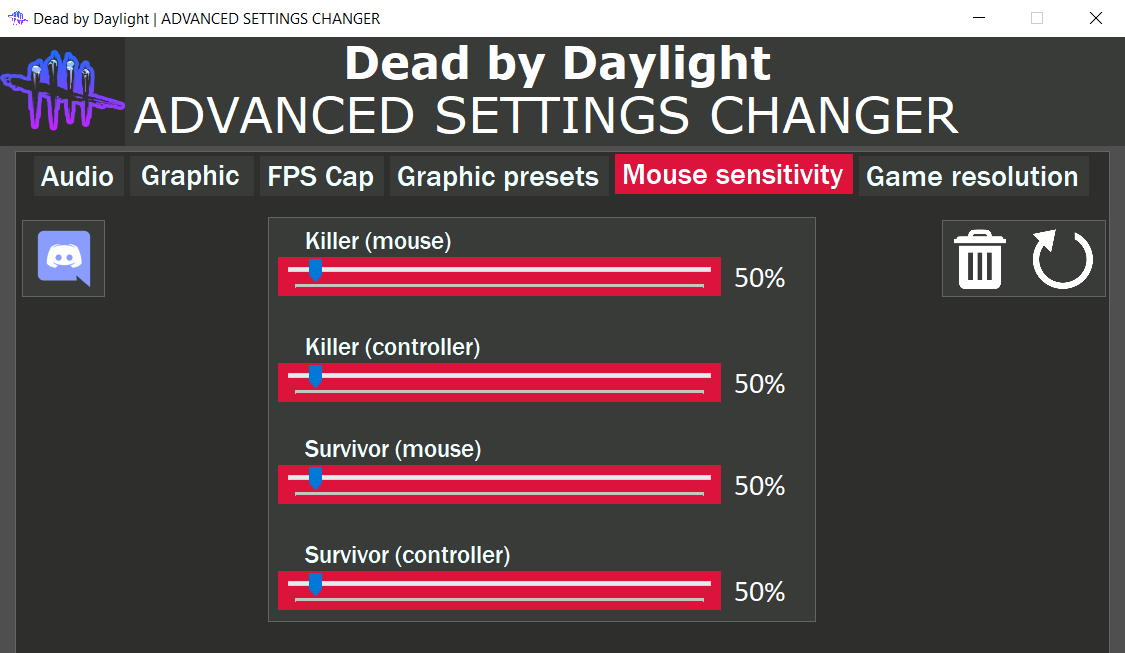 Dead by Daylight | ADVANCED SETTINGS CHANGER
Dead by Daylight
ADVANCED SETTINGS CHANGER
Audio Graphic FPS Cap Graphic presets Mouse sensitivity Game resolution
Killer (mouse)
50%
Killer (controller)
50%
Survivor (mouse)
50%
Survivor (controller)
50%